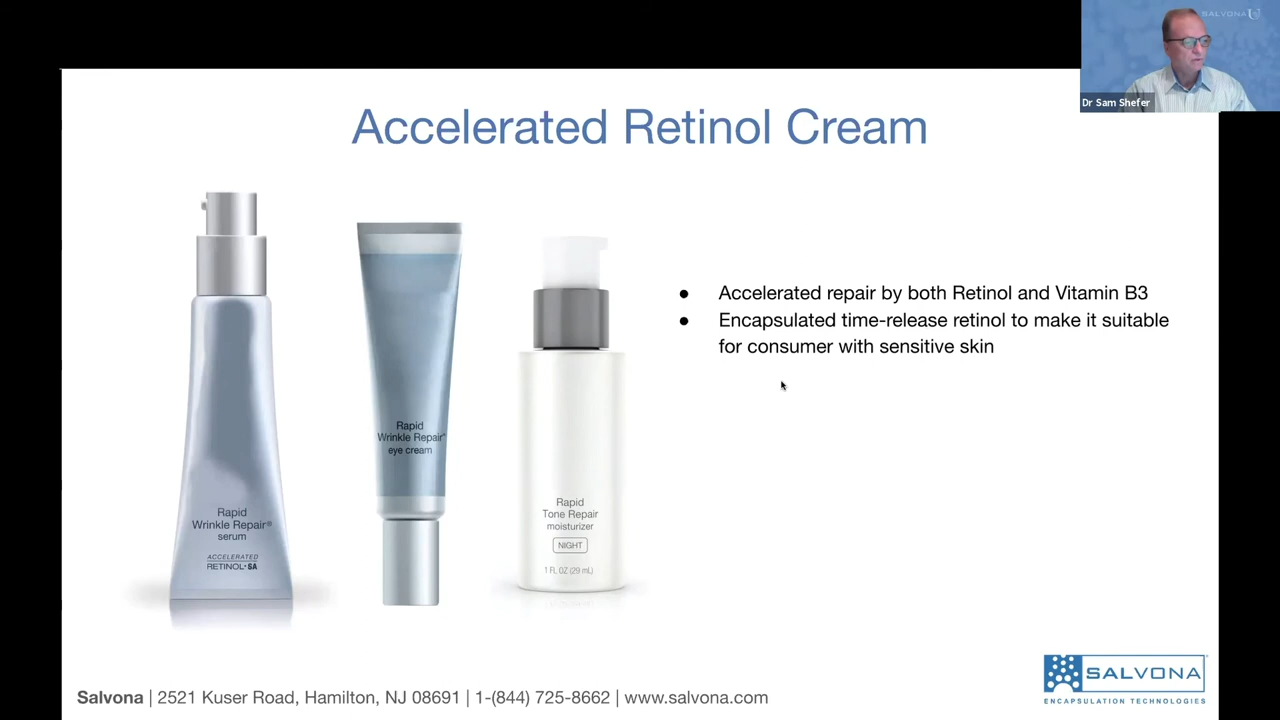 SALVONA U
Dr Sam Shefer
Accelerated Retinol Cream
● Accelerated repair by both Retinol and Vitamin B3
● Encapsulated time-release retinol to make it suitable
for consumer with sensitive skin
Rapid
Wrinkle Repair®
serum
ACCELERATED
RETINOL·SA
Rapid
Wrinkle Repair®
eye cream
Rapid
Tone Repair
moisturizer
NIGHT
1 FL OZ (29 mL)
Salvona | 2521 Kuser Road, Hamilton, NJ 08691 | 1-(844) 725-8662 | www.salvona.com
SALVONA
ENCAPSULATION TECHNOLOGIES